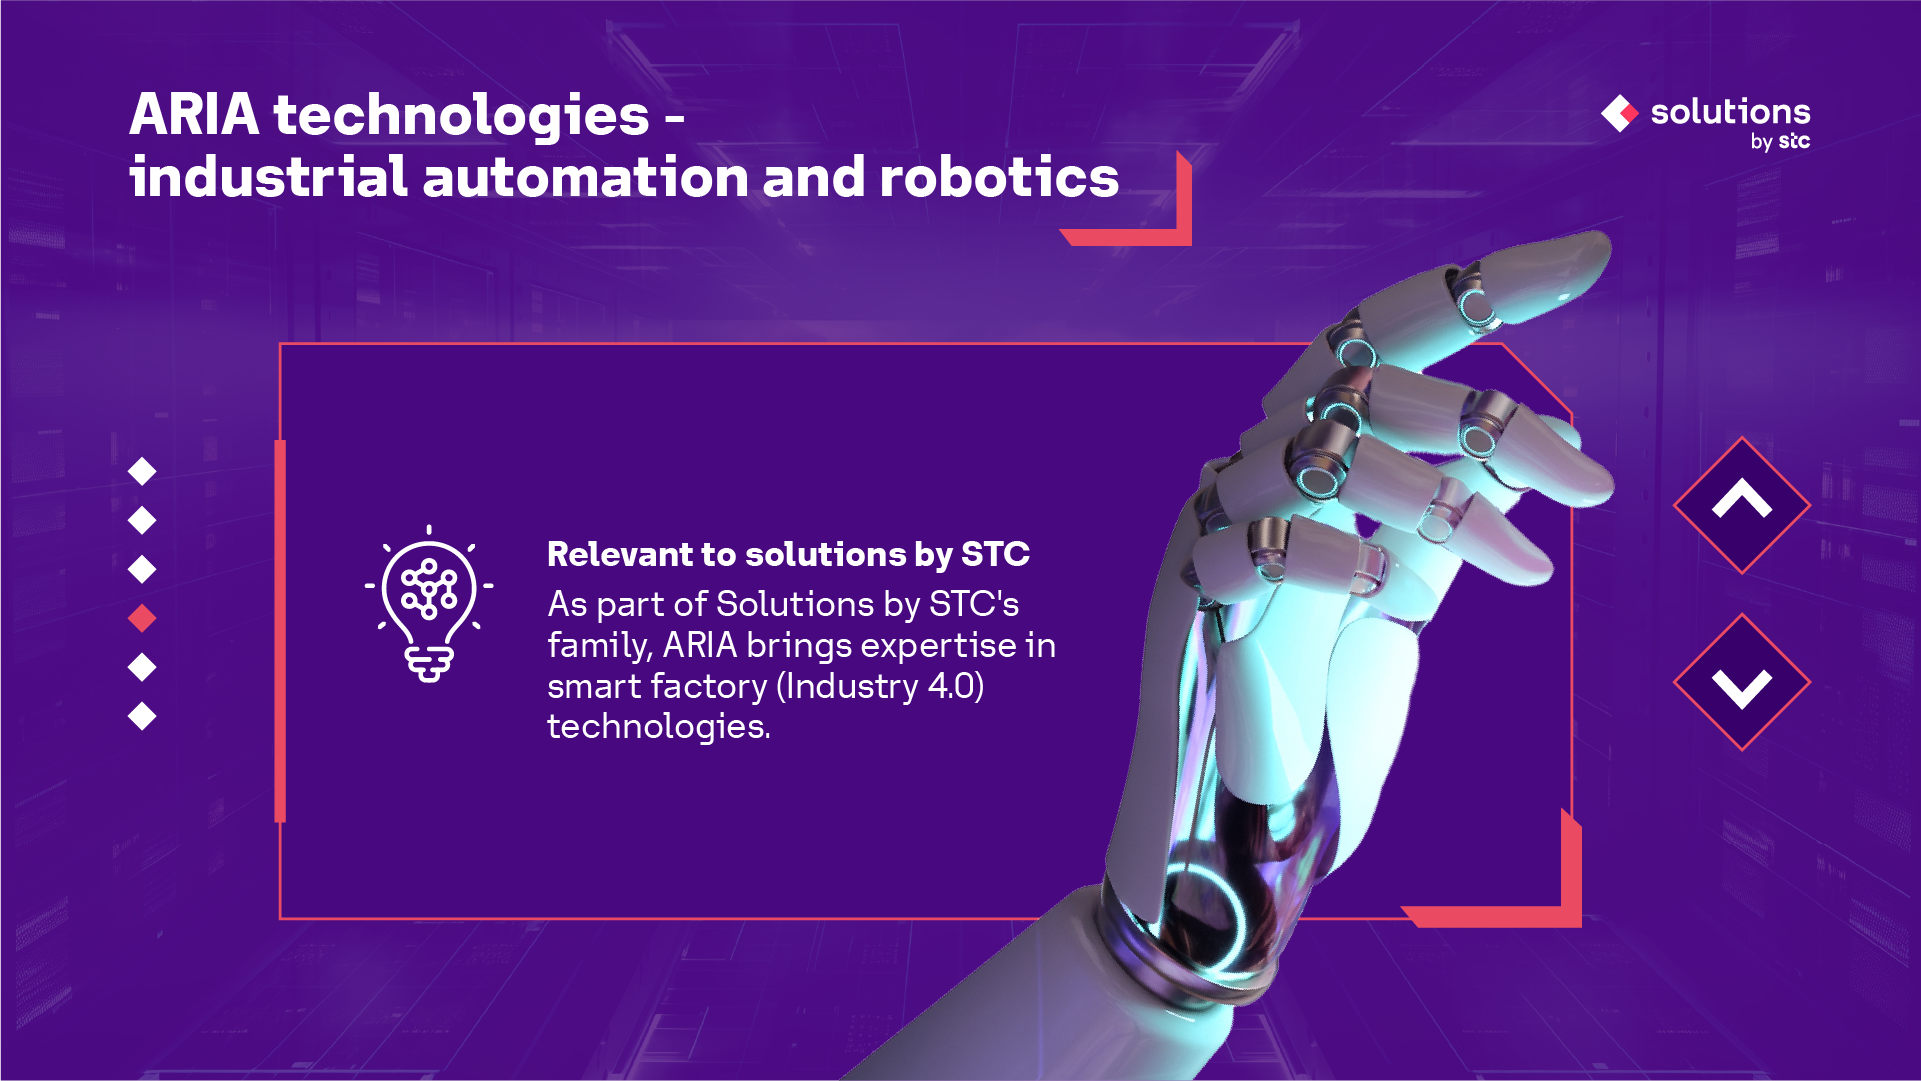 ARIA technologies -
industrial automation and robotics
solutions
by stc
Relevant to solutions by STC
As part of Solutions by STC's
family, ARIA brings expertise in
smart factory (Industry 4.0)
technologies.